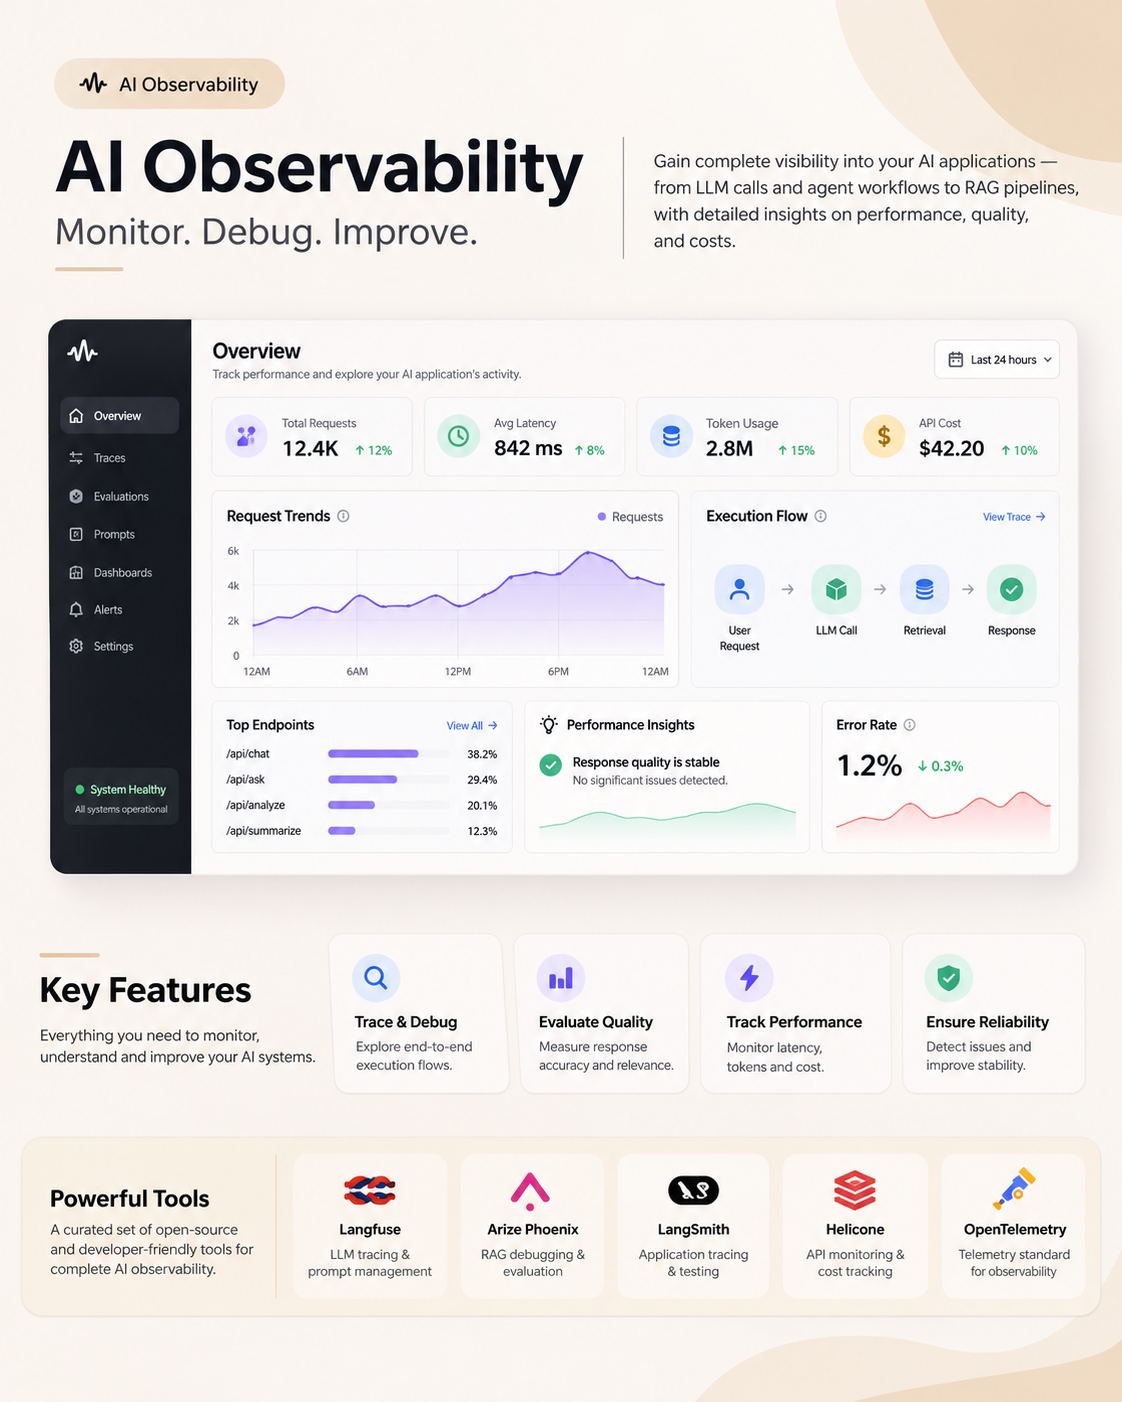 AI Observability
AI Observability
Monitor. Debug. Improve.
Gain complete visibility into your AI applications —
from LLM calls and agent workflows to RAG pipelines,
with detailed insights on performance, quality,
and costs.
Overview
Traces
Evaluations
Prompts
Dashboards
Alerts
Settings
System Healthy
All systems operational
Overview
Track performance and explore your AI application's activity.
Last 24 hours
Total Requests
12.4K ↑ 12%
Avg Latency
842 ms ↑ 8%
Token Usage
2.8M ↑ 15%
API Cost
$42.20 ↑ 10%
Request Trends
Requests
6k
4k
2k
0
12AM 6AM 12PM 6PM 12AM
Execution Flow
View Trace →
User
Request
LLM Call
Retrieval
Response
Top Endpoints
View All →
/api/chat 38.2%
/api/ask 29.4%
/api/analyze 20.1%
/api/summarize 12.3%
Performance Insights
Response quality is stable
No significant issues detected.
Error Rate
1.2% ↓ 0.3%
Key Features
Everything you need to monitor,
understand and improve your AI systems.
Trace & Debug
Explore end-to-end
execution flows.
Evaluate Quality
Measure response
accuracy and relevance.
Track Performance
Monitor latency,
tokens and cost.
Ensure Reliability
Detect issues and
improve stability.
Powerful Tools
A curated set of open-source
and developer-friendly tools for
complete AI observability.
Langfuse
LLM tracing &
prompt management
Arize Phoenix
RAG debugging &
evaluation
LangSmith
Application tracing
& testing
Helicone
API monitoring &
cost tracking
OpenTelemetry
Telemetry standard
for observability